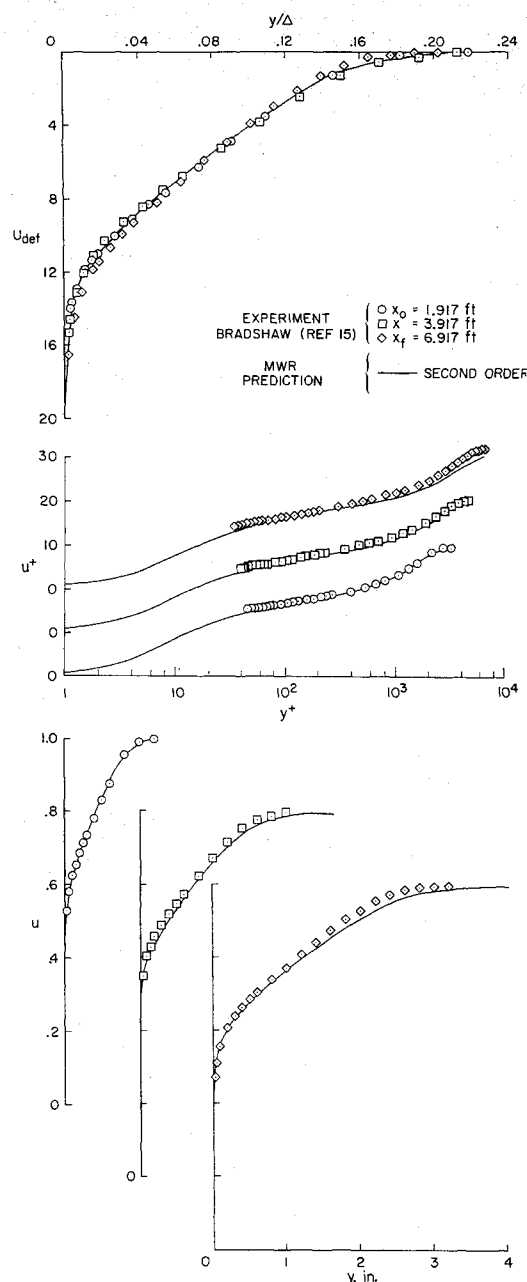 y/Δ
0 .04 .08 .12 .16 .20 .24
0
4
8
U_def
12
16
20
EXPERIMENT
BRADSHAW (REF 15)
○ x_o = 1.917 ft
□ x = 3.917 ft
◇ x_f = 6.917 ft
MWR
PREDICTION
SECOND ORDER
30
20
u⁺ 10
0
0
0
1 10 10² 10³ 10⁴
y⁺
1.0
.8
.6
u
.4
.2
0
0
0 1 2 3 4
y, in.